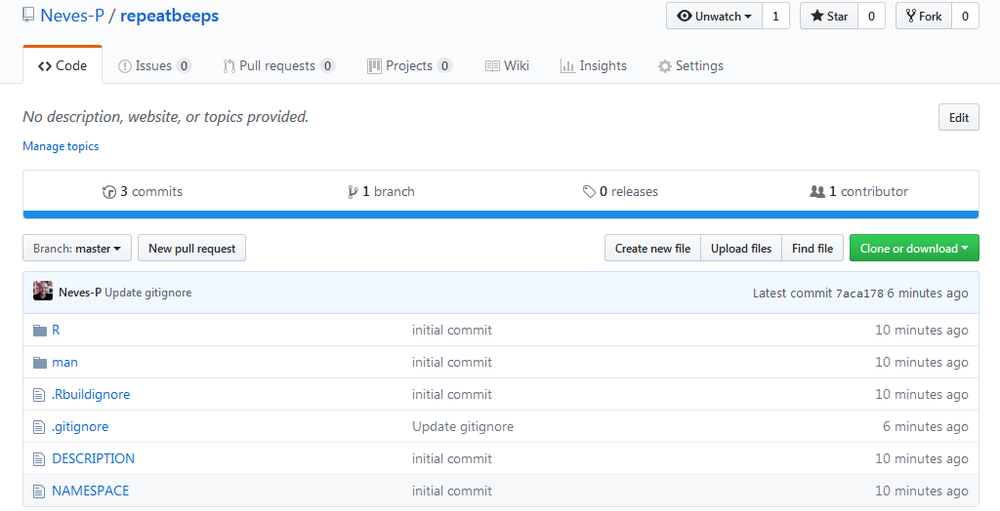 Neves-P / repeatbeeps
Unwatch 1 Star 0 Fork 0
Code Issues 0 Pull requests 0 Projects 0 Wiki Insights Settings
No description, website, or topics provided.
Edit
Manage topics
3 commits 1 branch 0 releases 1 contributor
Branch: master New pull request Create new file Upload files Find file Clone or download
Neves-P Update gitignore Latest commit 7aca178 6 minutes ago
R initial commit 10 minutes ago
man initial commit 10 minutes ago
.Rbuildignore initial commit 10 minutes ago
.gitignore Update gitignore 6 minutes ago
DESCRIPTION initial commit 10 minutes ago
NAMESPACE initial commit 10 minutes ago